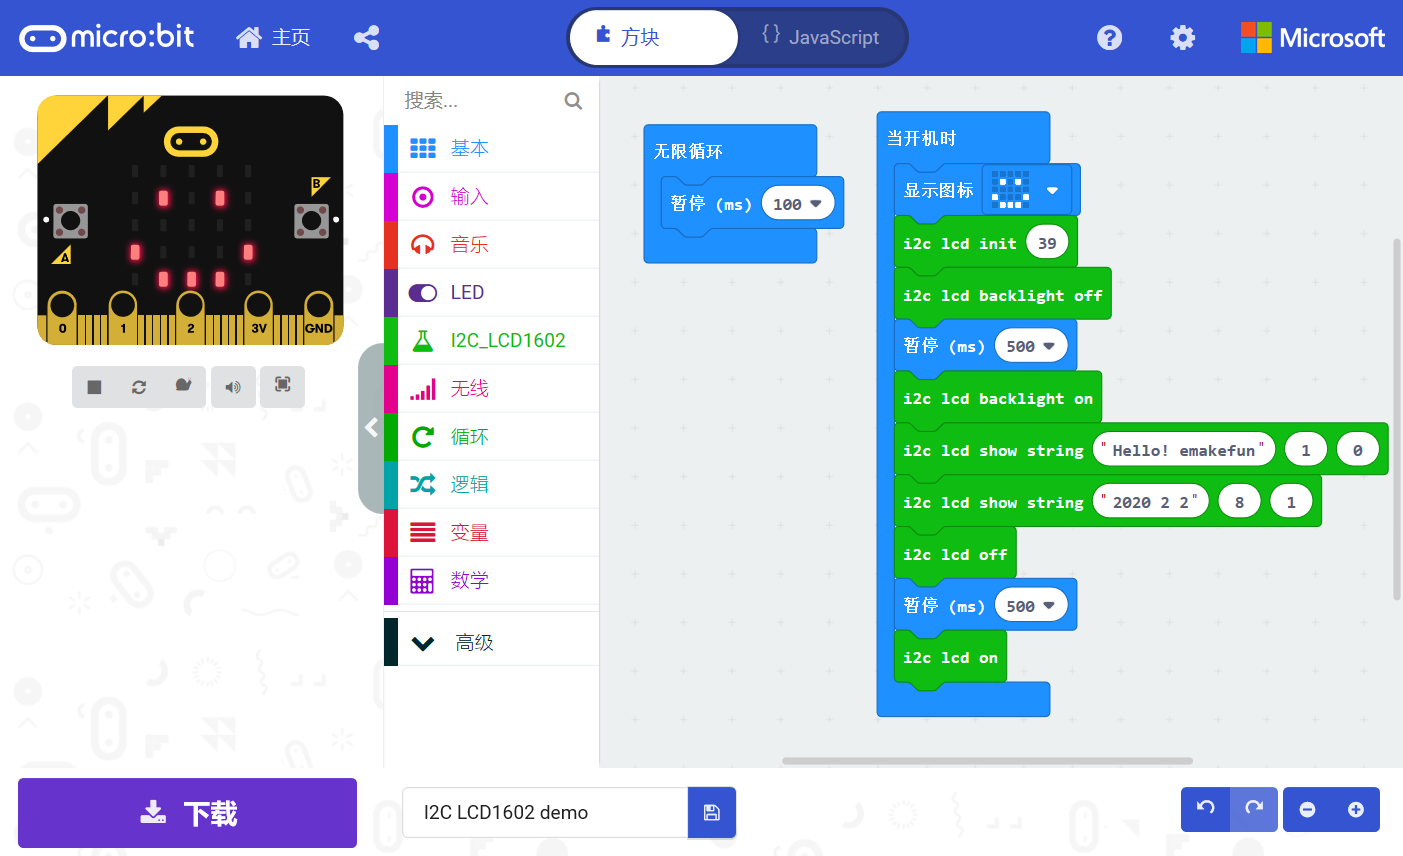 micro:bit
主页
方块
{} JavaScript
Microsoft
A
B
0 1 2 3V GND
搜索...
基本
输入
音乐
LED
I2C_LCD1602
无线
循环
逻辑
变量
数学
高级
无限循环
暂停 (ms) 100
当开机时
显示图标
i2c lcd init 39
i2c lcd backlight off
暂停 (ms) 500
i2c lcd backlight on
i2c lcd show string "Hello! emakefun" 1 0
i2c lcd show string "2020 2 2" 8 1
i2c lcd off
暂停 (ms) 500
i2c lcd on
下载
I2C LCD1602 demo